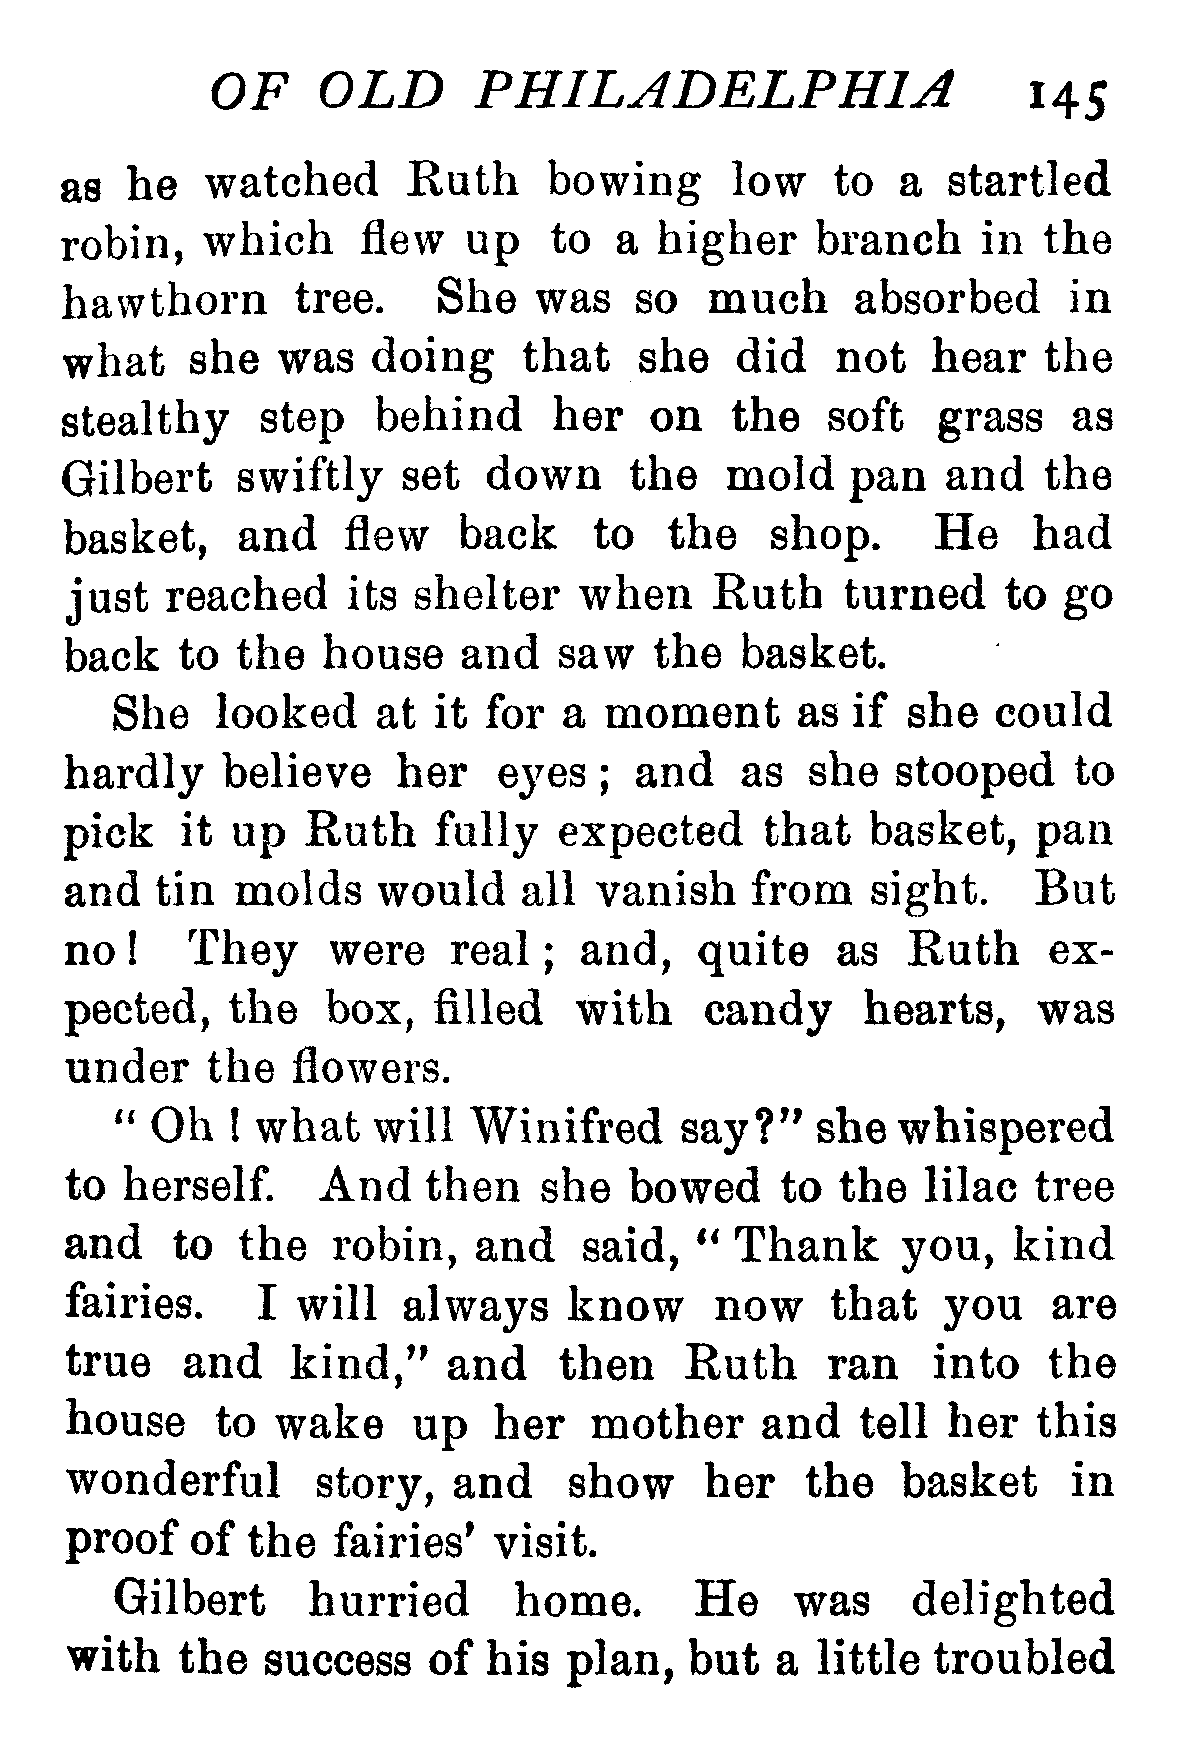 OF OLD PHILADELPHIA 145
as he watched Ruth bowing low to a startled
robin, which flew up to a higher branch in the
hawthorn tree. She was so much absorbed in
what she was doing that she did not hear the
stealthy step behind her on the soft grass as
Gilbert swiftly set down the mold pan and the
basket, and flew back to the shop. He had
just reached its shelter when Ruth turned to go
back to the house and saw the basket.
She looked at it for a moment as if she could
hardly believe her eyes; and as she stooped to
pick it up Ruth fully expected that basket, pan
and tin molds would all vanish from sight. But
no! They were real; and, quite as Ruth ex-
pected, the box, filled with candy hearts, was
under the flowers.
“Oh! what will Winifred say?” she whispered
to herself. And then she bowed to the lilac tree
and to the robin, and said, “Thank you, kind
fairies. I will always know now that you are
true and kind,” and then Ruth ran into the
house to wake up her mother and tell her this
wonderful story, and show her the basket in
proof of the fairies’ visit.
Gilbert hurried home. He was delighted
with the success of his plan, but a little troubled